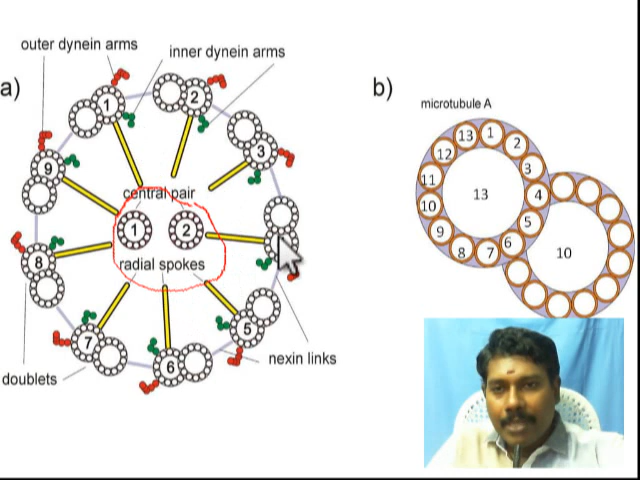 outer dynein arms
inner dynein arms
a)
1
2
3
9
central pair
1
2
radial spokes
8
7
6
5
nexin links
doublets
b)
microtubule A
13
1
2
12
3
11
13
4
10
5
9
6
8
7
10